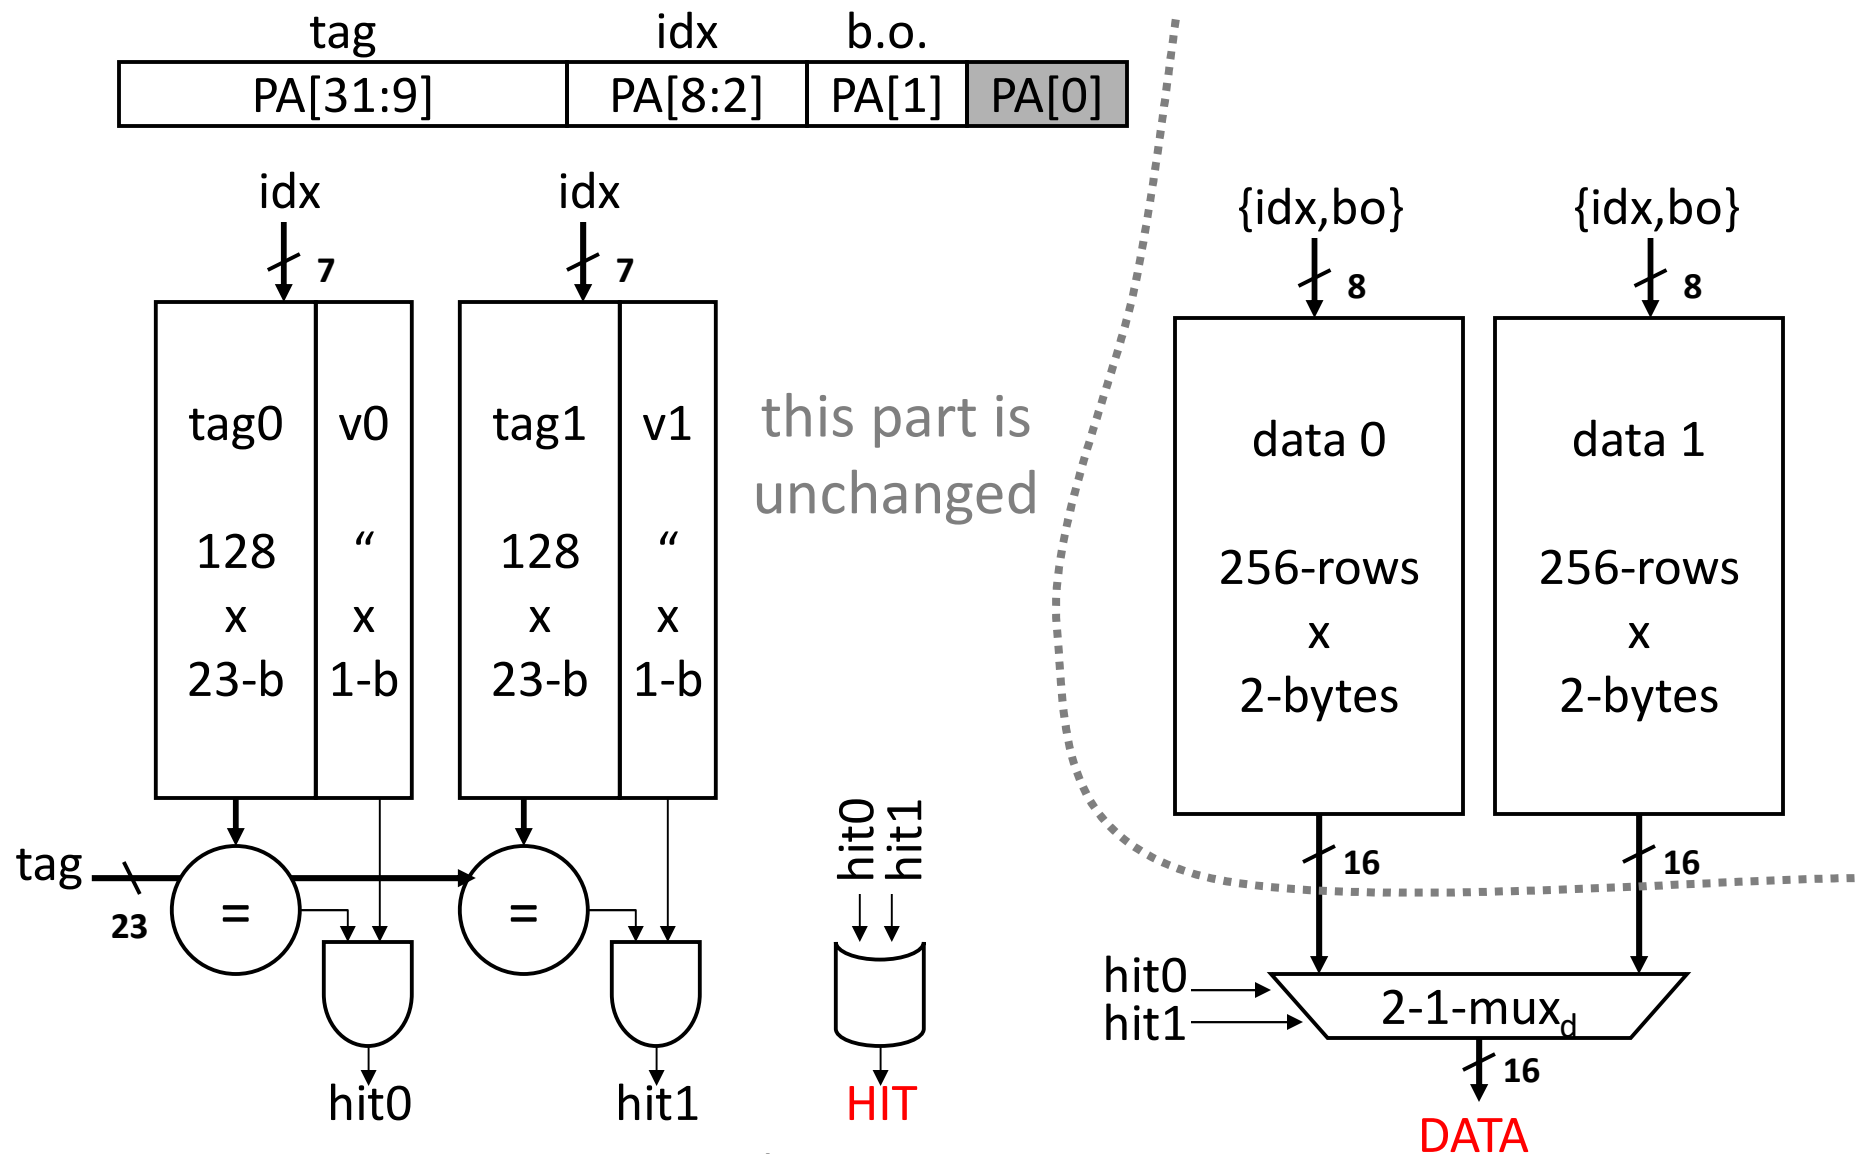 tag idx b.o.
PA[31:9] PA[8:2] PA[1] PA[0]
idx idx
7 7
tag0 v0 tag1 v1
128 “ 128 “
x x x x
23-b 1-b 23-b 1-b
this part is
unchanged
tag
23
= =
hit0 hit1
hit0
hit1
HIT
{idx,bo} {idx,bo}
8 8
data 0 data 1
256-rows 256-rows
x x
2-bytes 2-bytes
16 16
hit0
hit1
2-1-muxd
16
DATA